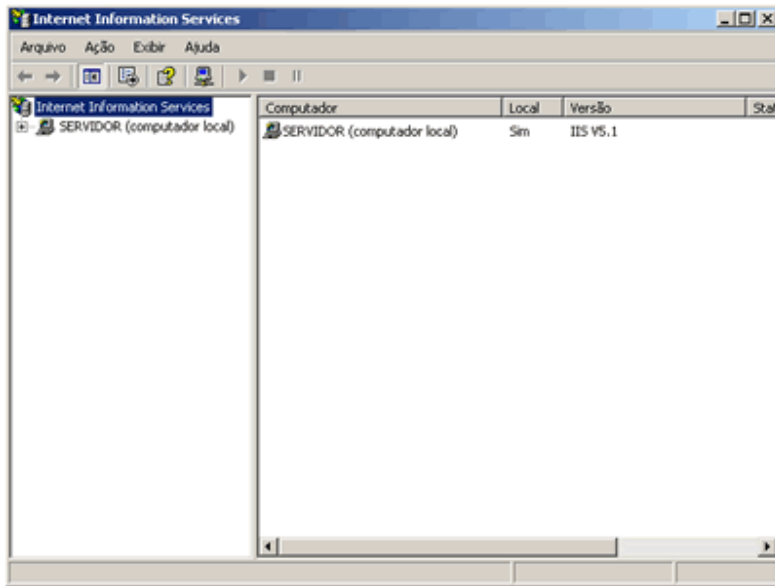 Internet Information Services
Arquivo Ação Exibir Ajuda
Internet Information Services
SERVIDOR (computador local)
Computador Local Versão Stat
SERVIDOR (computador local) Sim IIS V5.1